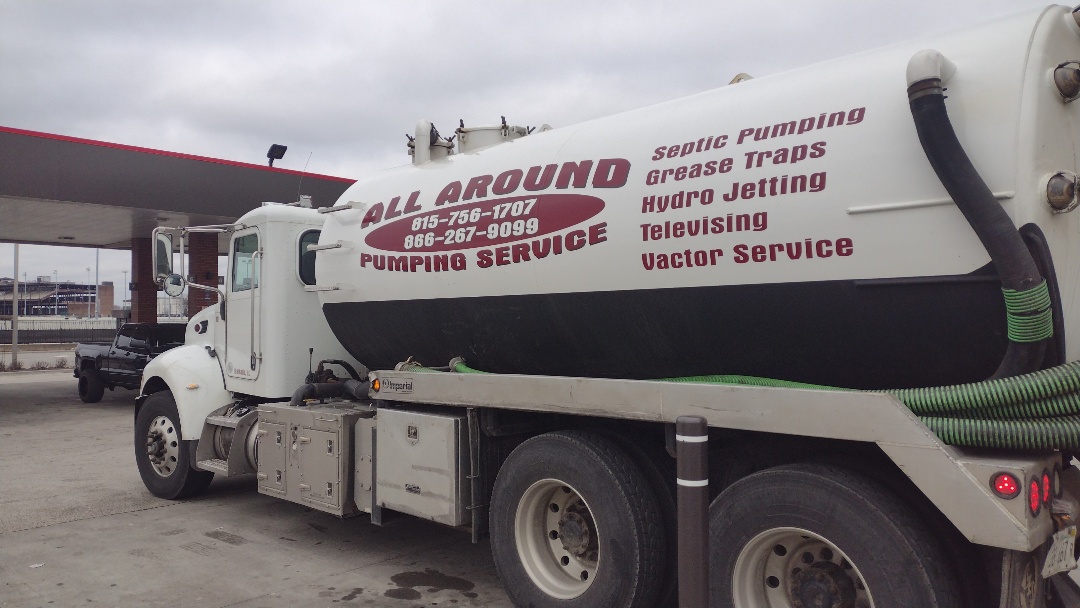 ALL AROUND
815-756-1707
866-267-9099
PUMPING SERVICE
Septic Pumping
Grease Traps
Hydro Jetting
Televising
Vactor Service
Imperial